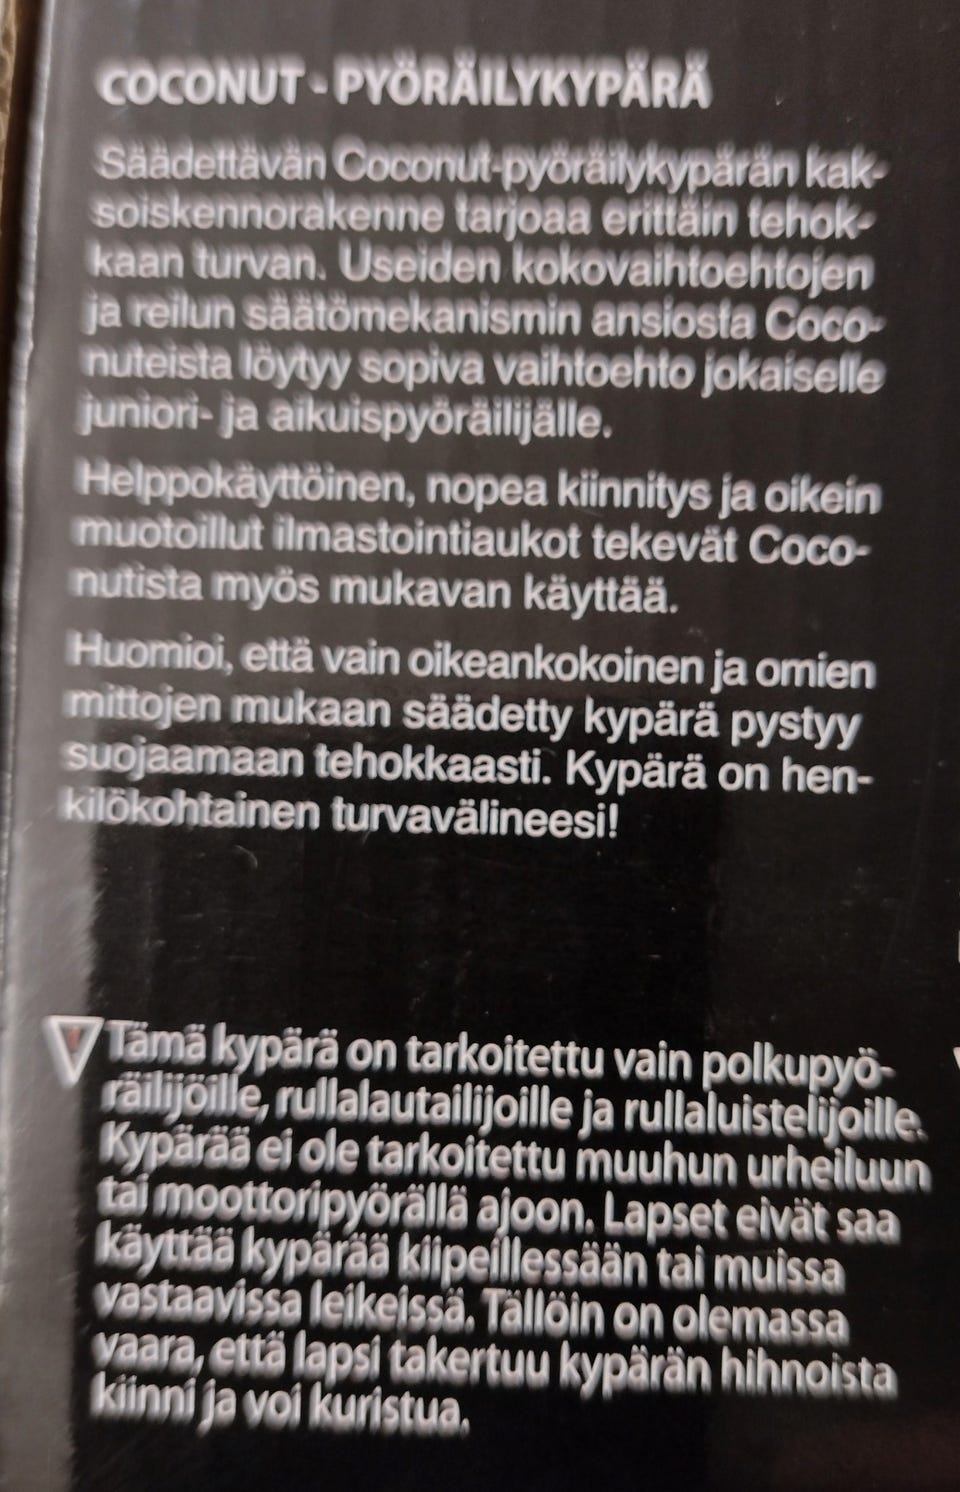 COCONUT - PYÖRÄILYKYPÄRÄ
Säädettävän Coconut-pyöräilykypärän kak-
soiskennorakenne tarjoaa erittäin tehok-
kaan turvan. Useiden kokovaihtoehtojen
ja reilun säätömekanismin ansiosta Coco-
nuteista löytyy sopiva vaihtoehto jokaiselle
juniori- ja aikuispyöräilijälle.
Helppokäyttöinen, nopea kiinnitys ja oikein
muotoillut ilmastointiaukot tekevät Coco-
nutista myös mukavan käyttää.
Huomioi, että vain oikeankokoinen ja omien
mittojen mukaan säädetty kypärä pystyy
suojaamaan tehokkaasti. Kypärä on hen-
kilökohtainen turvavälineesi!
Tämä kypärä on tarkoitettu vain polkupyö-
räilijöille, rullalautailijoille ja rullaluistelijoille.
Kypärää ei ole tarkoitettu muuhun urheiluun
tai moottoripyörällä ajoon. Lapset eivät saa
käyttää kypärää kiipeillessään tai muissa
vastaavissa leikeissä. Tällöin on olemassa
vaara, että lapsi takertuu kypärän hihnoista
kiinni ja voi kuristua.